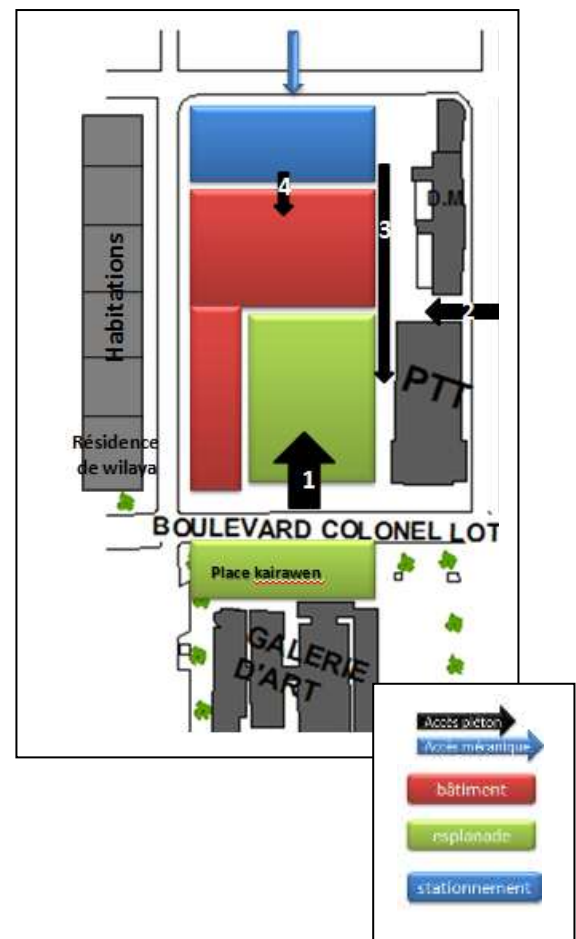 4
D.M
3
Habitations
2
PTT
Résidence
de wilaya
1
BOULEVARD COLONEL LOT
Place kairawen
GALERIE
D'ART
Accès piéton
Accès mécanique
bâtiment
esplanade
stationnement